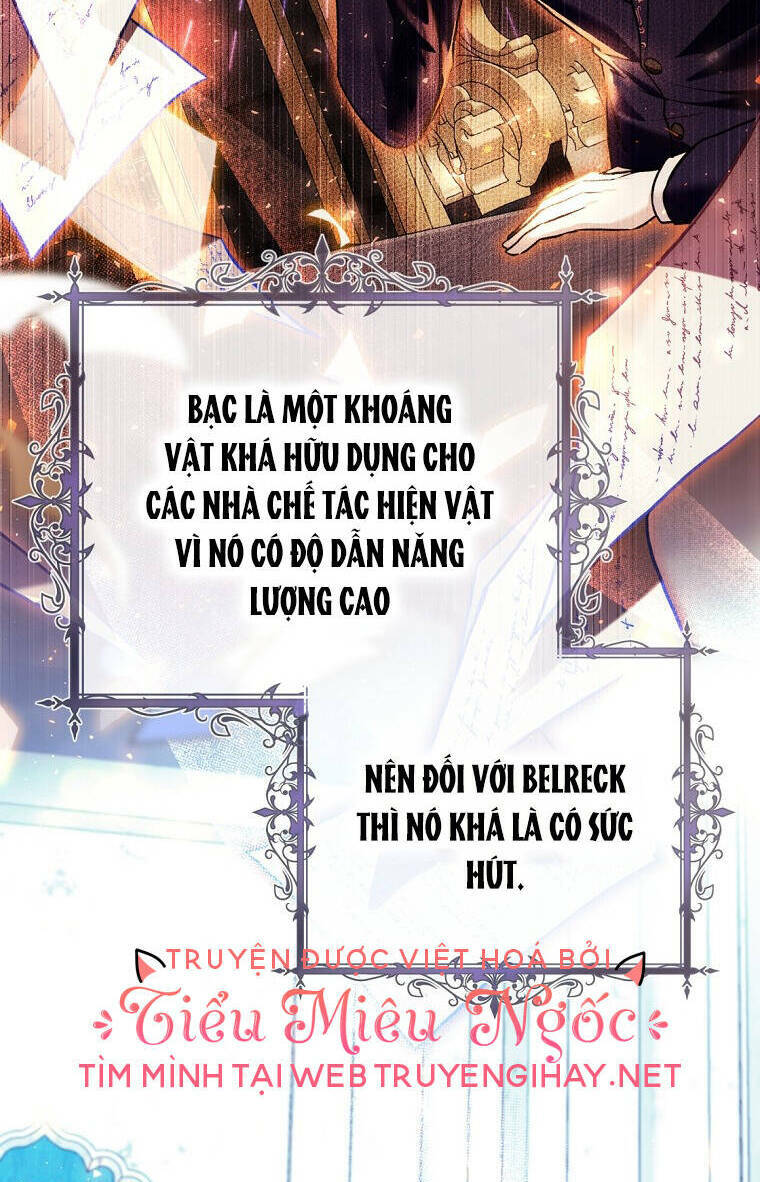 BẠC LÀ MỘT KHOÁNG
VẬT KHÁ HỮU DỤNG CHO
CÁC NHÀ CHẾ TÁC HIỆN VẬT
VÌ NÓ CÓ ĐỘ DẪN NĂNG
LƯỢNG CAO
NÊN ĐỐI VỚI BELRECK
THÌ NÓ KHÁ LÀ CÓ SỨC
HÚT.
TRUYỆN ĐƯỢC VIỆT HOÁ BỞI
TIỂU MIÊU NGỐC
TÌM MÌNH TẠI WEB TRUYENGIHAY.NET